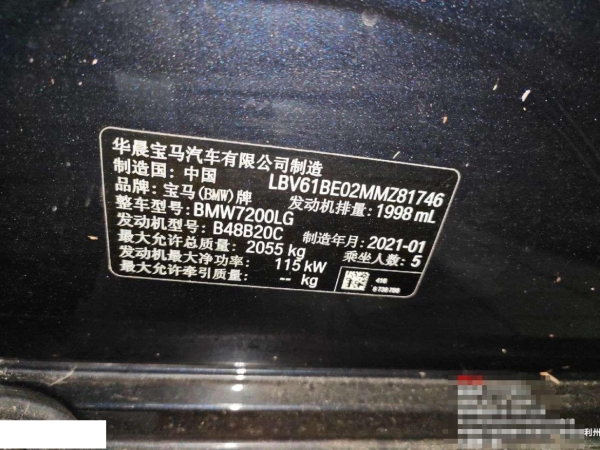 华晨宝马汽车有限公司制造
制造国: 中国 LBV61BE02MMZ81746
品牌: 宝马(BMW)牌 发动机排量: 1998 mL
整车型号: BMW7200LG
发动机型号: B48B20C 制造年月: 2021-01
最大允许总质量: 2055 kg 乘坐人数: 5
发动机最大净功率: 115 kW
最大允许牵引质量: -- kg
利州